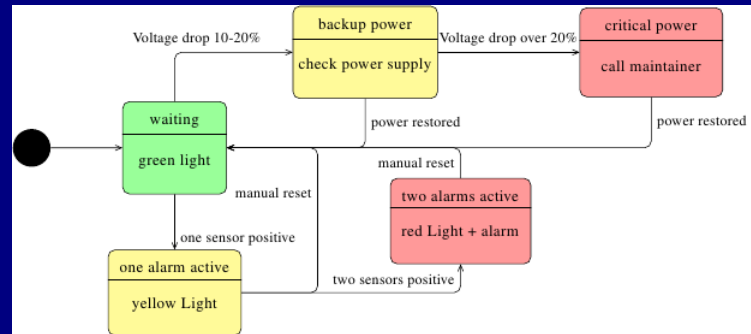 backup power
critical power
Voltage drop 10-20%
Voltage drop over 20%
check power supply
call maintainer
waiting
power restored
power restored
green light
manual reset
manual reset
two alarms active
one sensor positive
red Light + alarm
one alarm active
two sensors positive
yellow Light